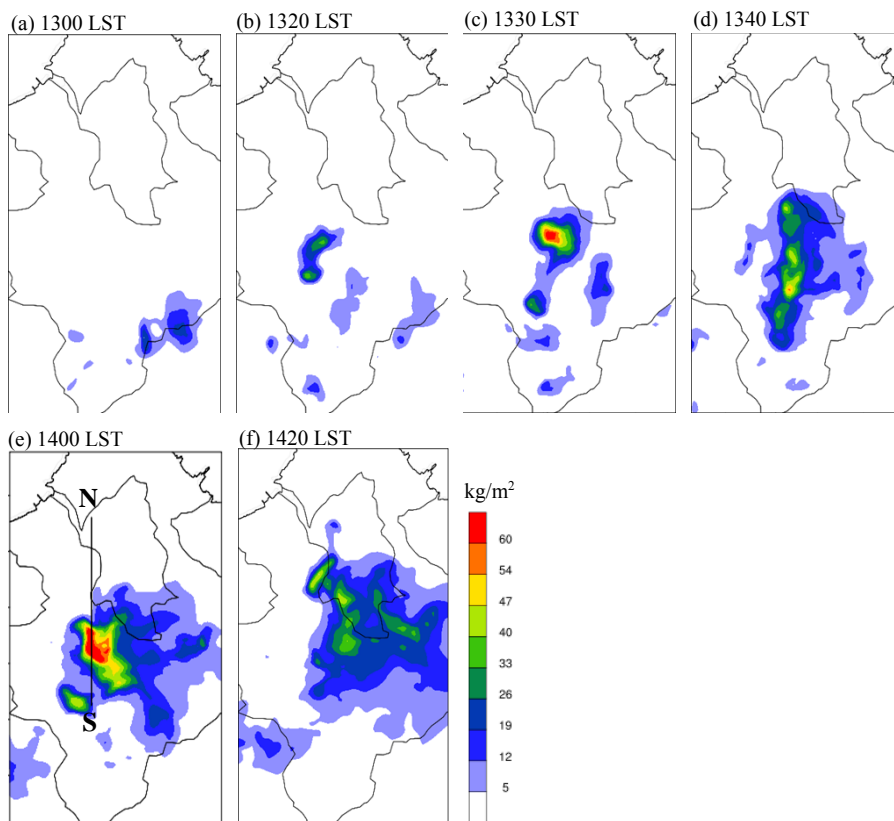 (a) 1300 LST
(b) 1320 LST
(c) 1330 LST
(d) 1340 LST
(e) 1400 LST
(f) 1420 LST
N
S
kg/m²
60
54
47
40
33
26
19
12
5